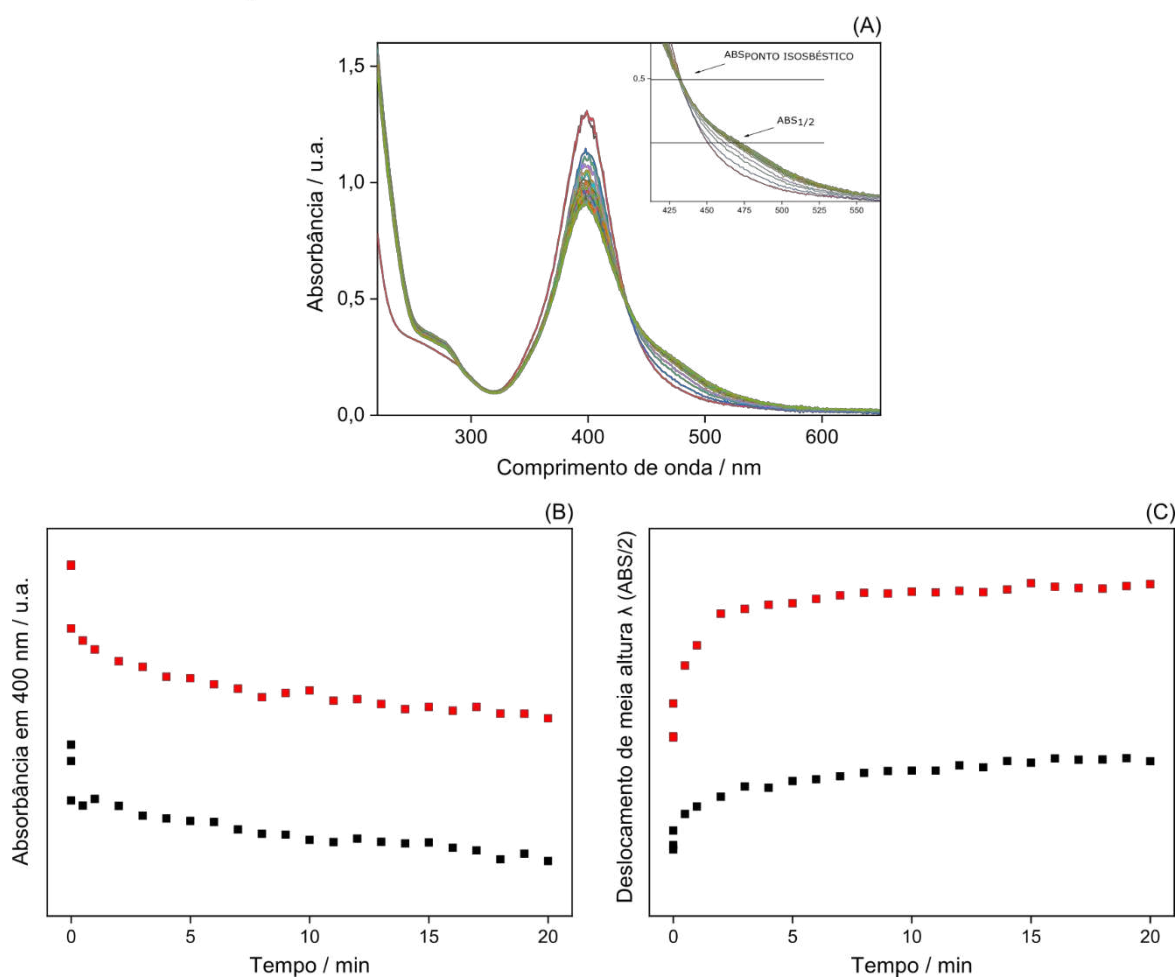 (A)
Absorbância / u.a.
1,5
1,0
0,5
0,0
300 400 500 600
Comprimento de onda / nm
ABSPONTO ISOSBÉSTICO
0,5
ABS1/2
425 450 475 500 525 550
(B)
Absorbância em 400 nm / u.a.
0 5 10 15 20
Tempo / min
(C)
Deslocamento de meia altura λ (ABS/2)
0 5 10 15 20
Tempo / min